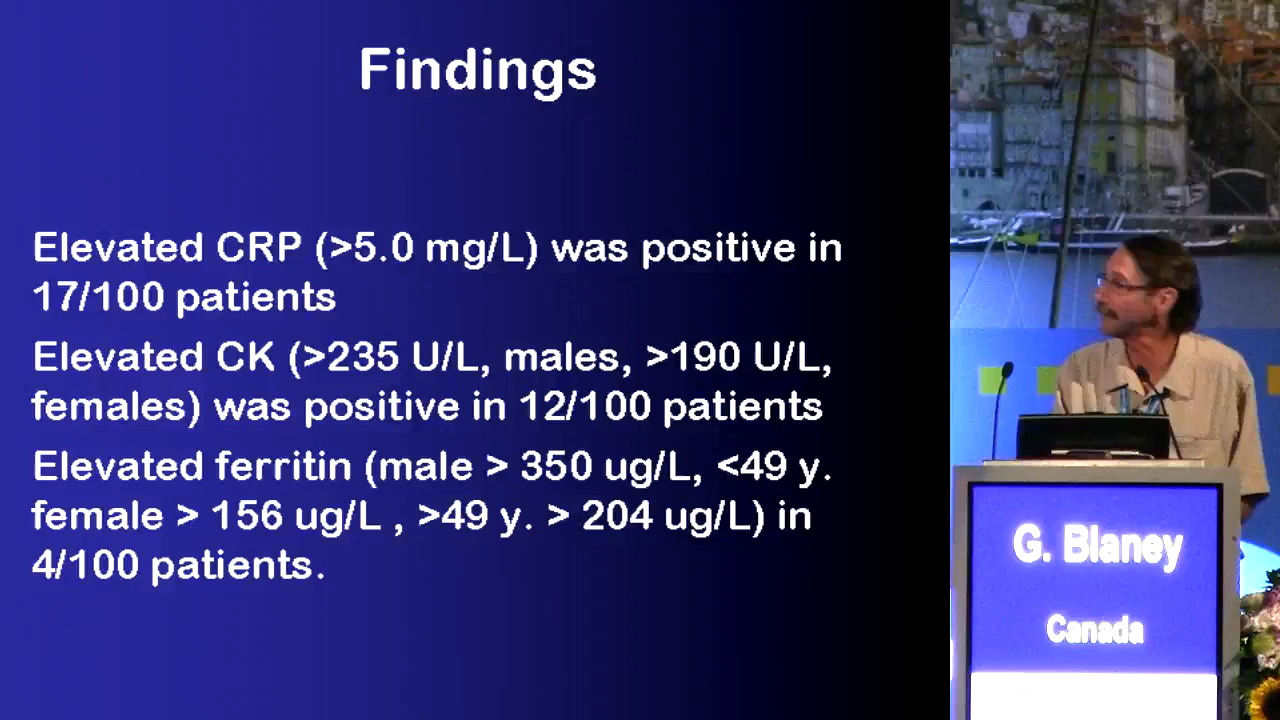 Findings
Elevated CRP (>5.0 mg/L) was positive in
17/100 patients
Elevated CK (>235 U/L, males, >190 U/L,
females) was positive in 12/100 patients
Elevated ferritin (male > 350 ug/L, <49 y.
female > 156 ug/L , >49 y. > 204 ug/L) in
4/100 patients.
G. Blaney
Canada